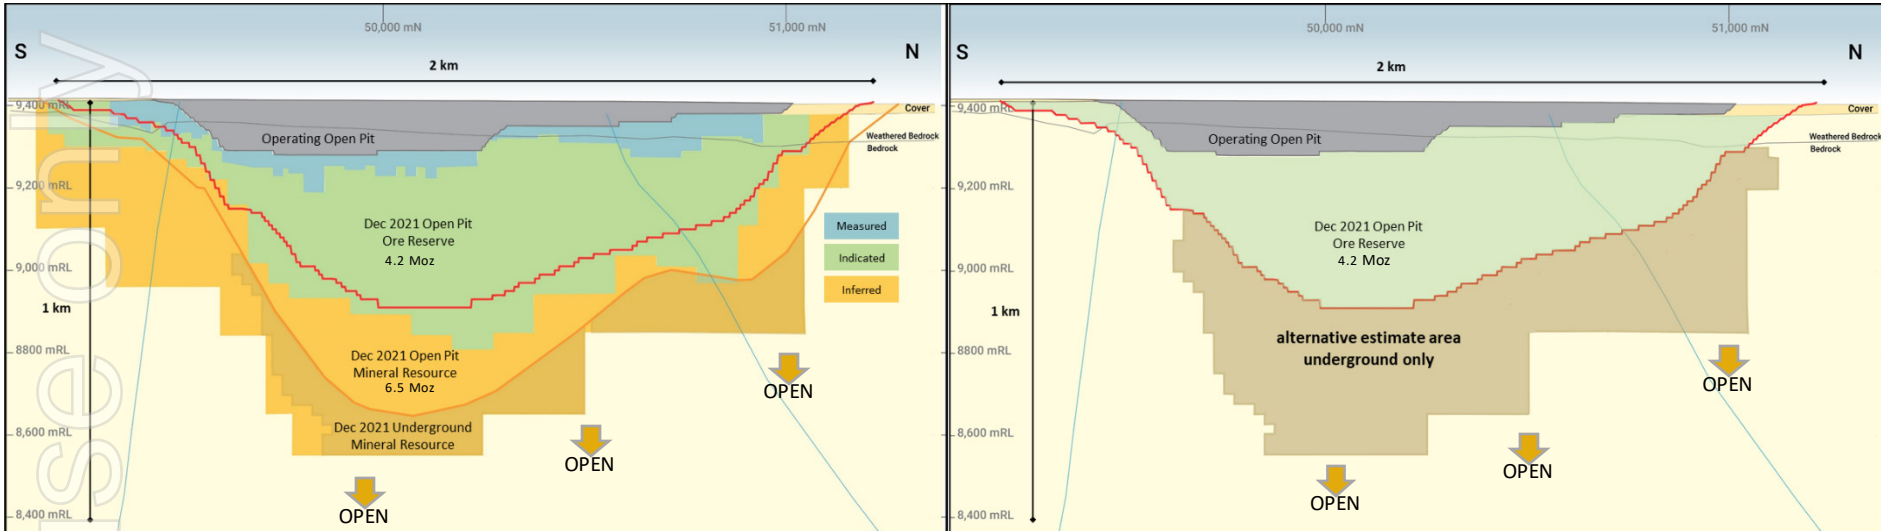 50,000 mN
51,000 mN
S
N
2 km
9,400 mRL
Cover
Operating Open Pit
Weathered Bedrock
Bedrock
9,200 mRL
Dec 2021 Open Pit
Ore Reserve
4.2 Moz
Measured
Indicated
Inferred
9,000 mRL
1 km
8800 mRL
Dec 2021 Open Pit
Mineral Resource
6.5 Moz
OPEN
Dec 2021 Underground
Mineral Resource
8,600 mRL
OPEN
OPEN
8,400 mRL
se only
50,000 mN
51,000 mN
S
N
2 km
9,400 mRL
Cover
Operating Open Pit
Weathered Bedrock
Bedrock
9,200 mRL
Dec 2021 Open Pit
Ore Reserve
4.2 Moz
9,000 mRL
1 km
alternative estimate area
underground only
8800 mRL
OPEN
8,600 mRL
OPEN
OPEN
8,400 mRL